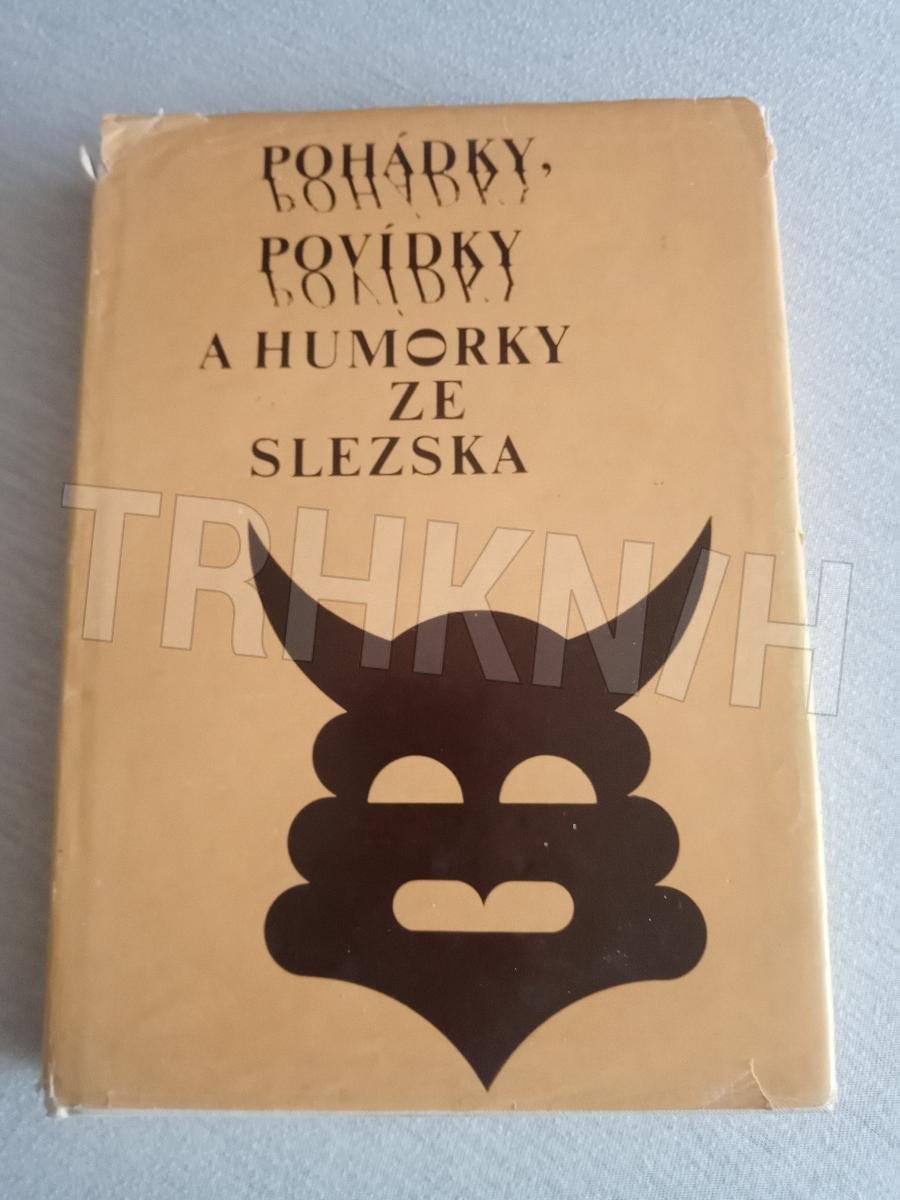 POHÁDKY,
POVÍDKY
A HUMORKY
ZE
SLEZSKA
TRHKNIH